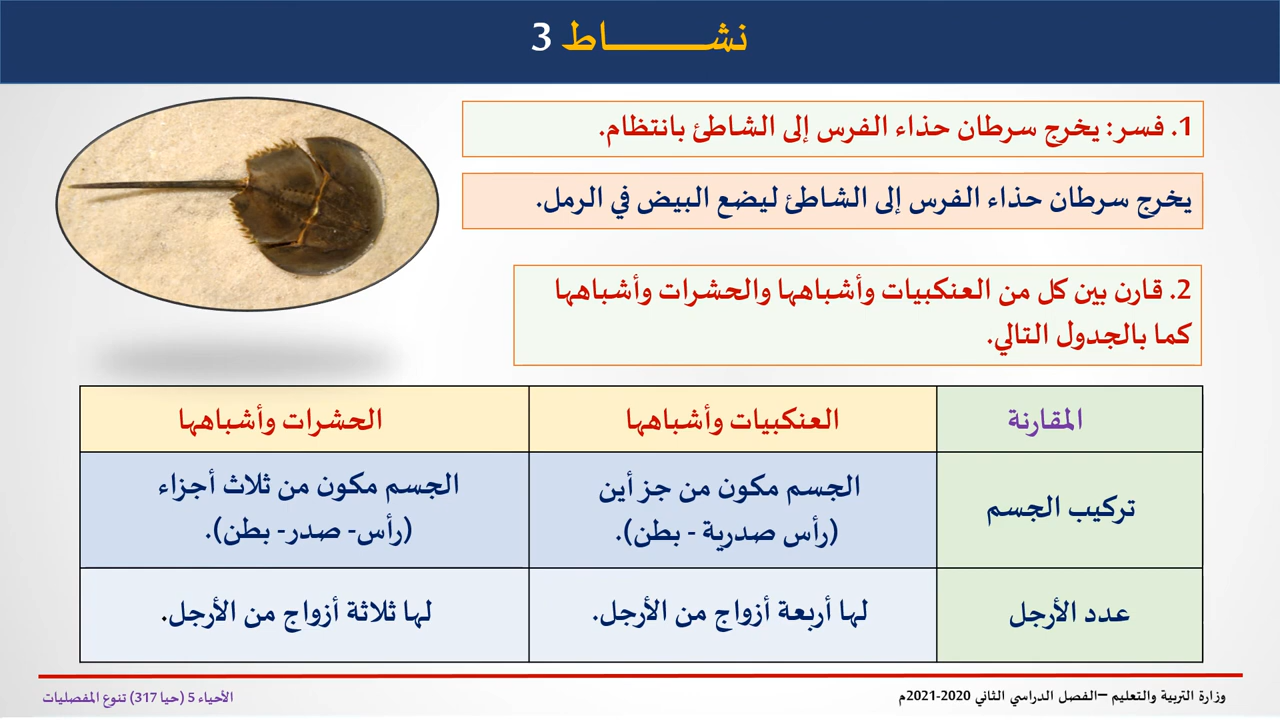 نشاط 3
1. فسر: يخرج سرطان حذاء الفرس إلى الشاطئ بانتظام.
يخرج سرطان حذاء الفرس إلى الشاطئ ليضع البيض في الرمل.
2. قارن بين كل من العنكبيات وأشباهها والحشرات وأشباهها
كما بالجدول التالي.
المقارنة
العنكبيات وأشباهها
الحشرات وأشباهها
تركيب الجسم
الجسم مكون من جز أين
(رأس صدرية - بطن).
الجسم مكون من ثلاث أجزاء
(رأس- صدر- بطن).
عدد الأرجل
لها أربعة أزواج من الأرجل.
لها ثلاثة أزواج من الأرجل.
وزارة التربية والتعليم –الفصل الدراسي الثاني 2020-2021م
الأحياء 5 (حيا 317) تنوع المفصليات